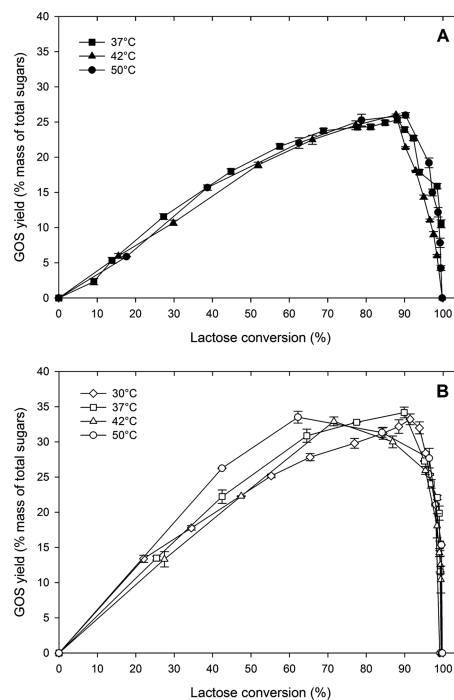 A
37°C
42°C
50°C
GOS yield (% mass of total sugars)
40
35
30
25
20
15
10
5
0
0 10 20 30 40 50 60 70 80 90 100
Lactose conversion (%)
B
30°C
37°C
42°C
50°C
GOS yield (% mass of total sugars)
40
35
30
25
20
15
10
5
0
0 10 20 30 40 50 60 70 80 90 100
Lactose conversion (%)